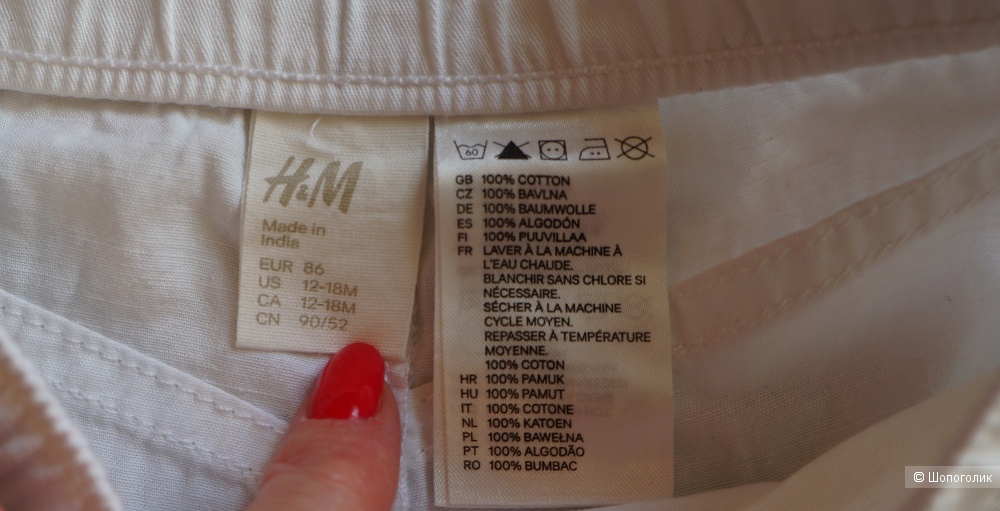 H&M
Made in
India
EUR 86
US 12-18M
CA 12-18M
CN 90/52
60
GB 100% COTTON
CZ 100% BAVLNA
DE 100% BAUMWOLLE
ES 100% ALGODÓN
FI 100% PUUVILLAA
FR LAVER À LA MACHINE À
L'EAU CHAUDE.
BLANCHIR SANS CHLORE SI
NÉCESSAIRE.
SÉCHER À LA MACHINE
CYCLE MOYEN.
REPASSER À TEMPÉRATURE
MOYENNE.
100% COTON
HR 100% PAMUK
HU 100% PAMUT
IT 100% COTONE
NL 100% KATOEN
PL 100% BAWEŁNA
PT 100% ALGODÃO
RO 100% BUMBAC
© Шопоголик